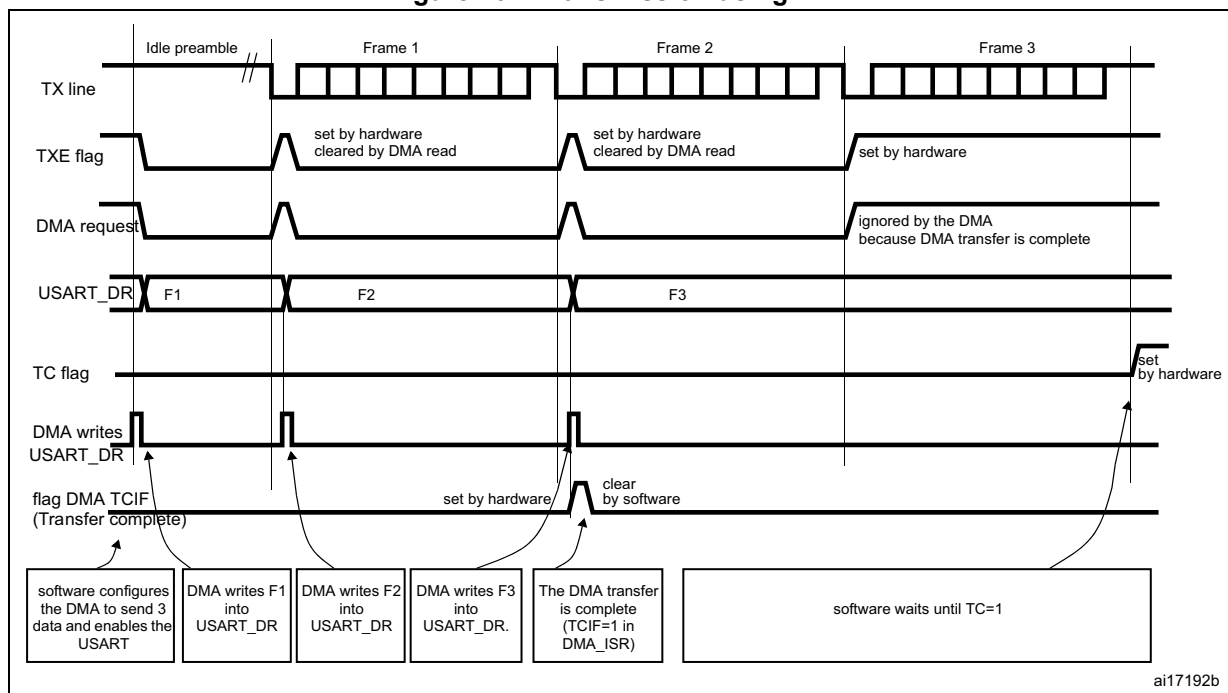 Idle preamble
Frame 1
Frame 2
Frame 3
TX line
TXE flag
set by hardware
cleared by DMA read
set by hardware
cleared by DMA read
set by hardware
DMA request
ignored by the DMA
because DMA transfer is complete
USART_DR
F1
F2
F3
TC flag
set
by hardware
DMA writes
USART_DR
flag DMA TCIF
(Transfer complete)
set by hardware
clear
by software
software configures
the DMA to send 3
data and enables the
USART
DMA writes F1
into
USART_DR
DMA writes F2
into
USART_DR
DMA writes F3
into
USART_DR.
The DMA transfer
is complete
(TCIF=1 in
DMA_ISR)
software waits until TC=1
ai17192b